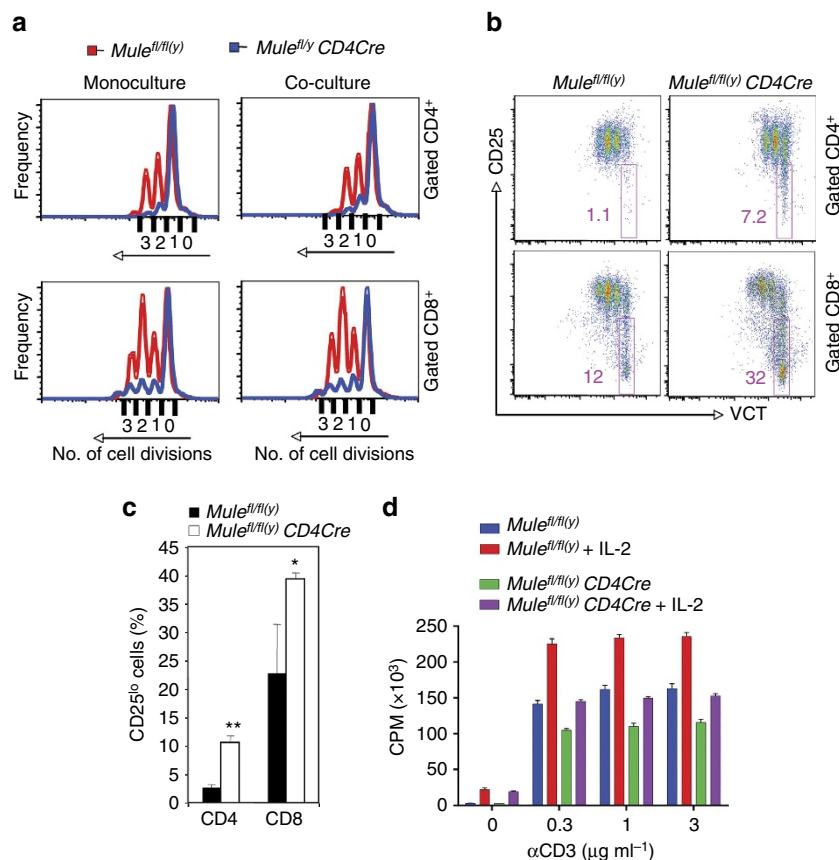 a
Mule^fl/fl(y)
Mule^fl/y CD4Cre
Monoculture
Co-culture
Frequency
Gated CD4⁺
3 2 1 0
3 2 1 0
Frequency
Gated CD8⁺
3 2 1 0
3 2 1 0
No. of cell divisions
No. of cell divisions
b
Mule^fl/fl(y)
Mule^fl/fl(y) CD4Cre
CD25
1.1
7.2
Gated CD4⁺
12
32
Gated CD8⁺
VCT
c
Mule^fl/fl(y)
Mule^fl/fl(y) CD4Cre
CD25^lo cells (%)
45
40
35
30
25
20
15
10
5
0
**
*
CD4
CD8
d
Mule^fl/fl(y)
Mule^fl/fl(y) + IL-2
Mule^fl/fl(y) CD4Cre
Mule^fl/fl(y) CD4Cre + IL-2
CPM (×10³)
250
200
150
100
50
0
0
0.3
1
3
αCD3 (μg ml⁻¹)